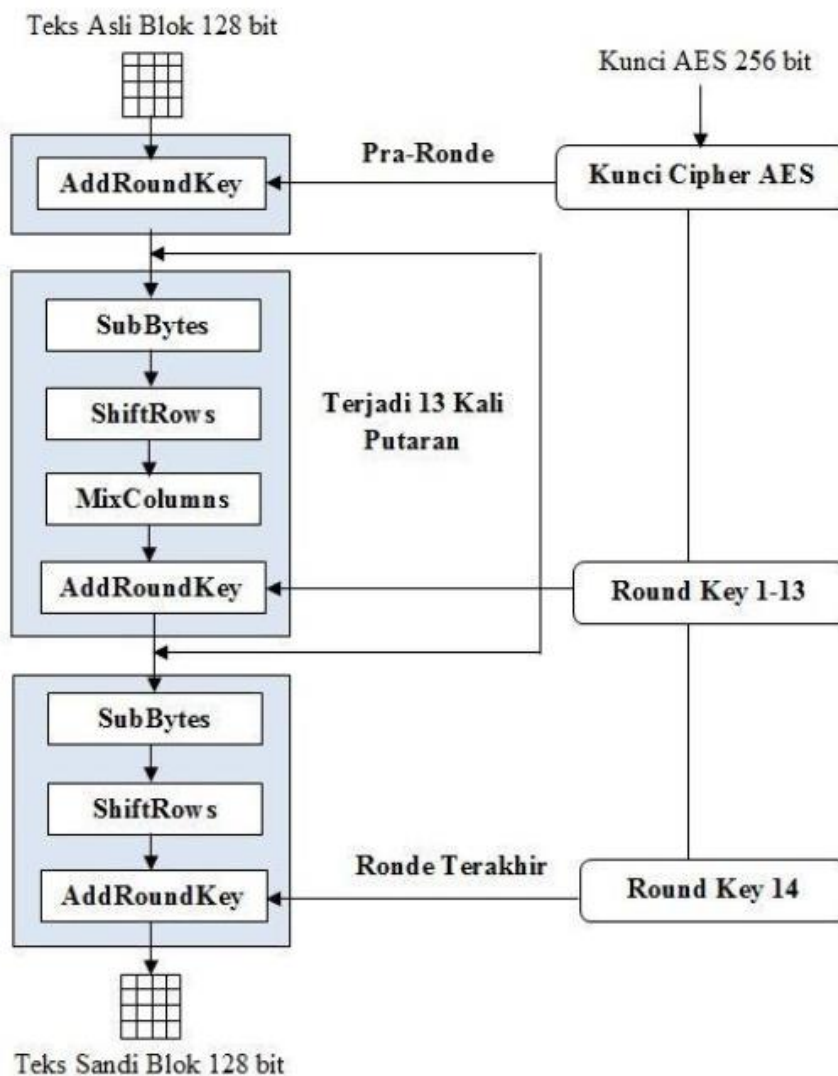 Teks Asli Blok 128 bit
Kunci AES 256 bit
Pra-Ronde
AddRoundKey
Kunci Cipher AES
SubBytes
ShiftRows
Terjadi 13 Kali
Putaran
MixColumns
AddRoundKey
Round Key 1-13
SubBytes
ShiftRows
Ronde Terakhir
AddRoundKey
Round Key 14
Teks Sandi Blok 128 bit